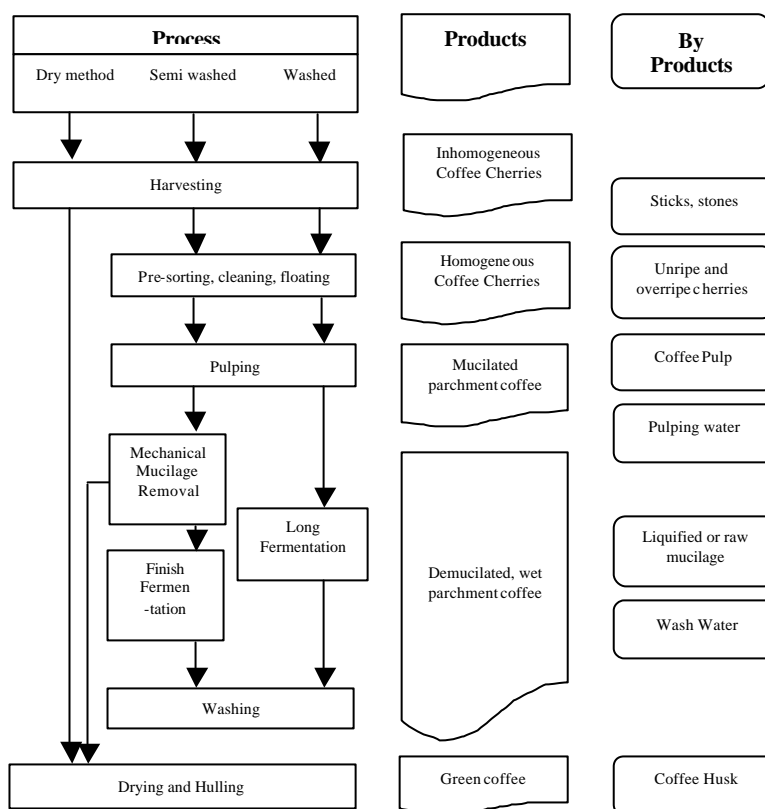 Process
Dry method Semi washed Washed
Harvesting
Pre-sorting, cleaning, floating
Pulping
Mechanical
Mucilage
Removal
Long
Fermentation
Finish
Fermen
-tation
Washing
Drying and Hulling
Products
Inhomogeneous
Coffee Cherries
Homogeneous
Coffee Cherries
Mucilated
parchment coffee
Demucilated, wet
parchment coffee
Green coffee
By
Products
Sticks, stones
Unripe and
overripe cherries
Coffee Pulp
Pulping water
Liquified or raw
mucilage
Wash Water
Coffee Husk